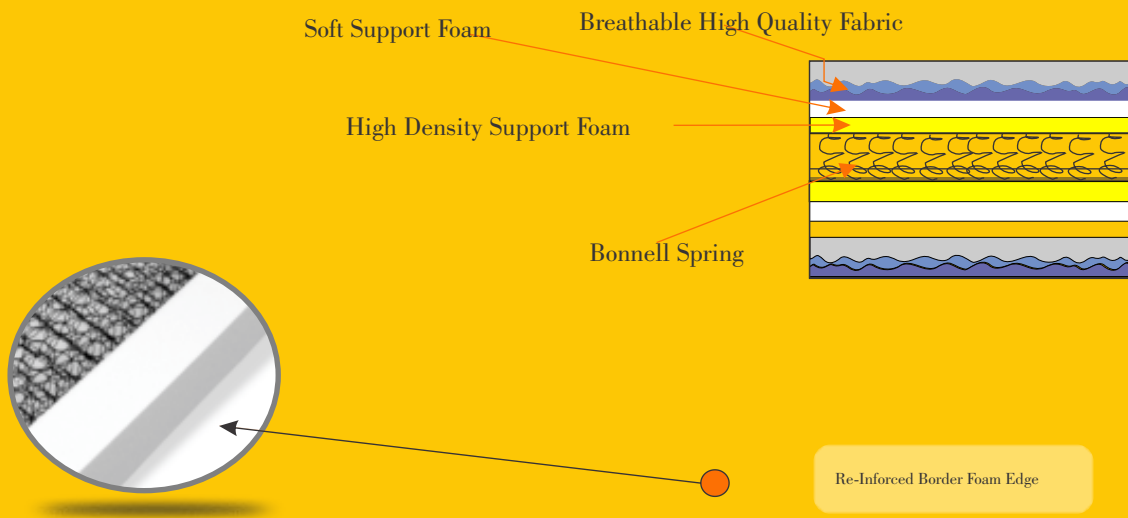 Soft Support Foam
Breathable High Quality Fabric
High Density Support Foam
Bonnell Spring
Re-Inforced Border Foam Edge